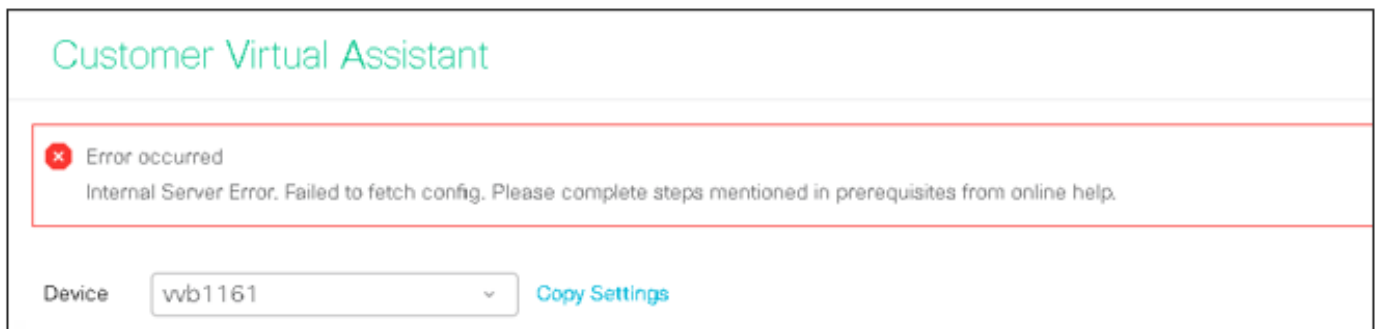 Customer Virtual Assistant
Error occurred
Internal Server Error. Failed to fetch config. Please complete steps mentioned in prerequisites from online help.
Device vvb1161 Copy Settings